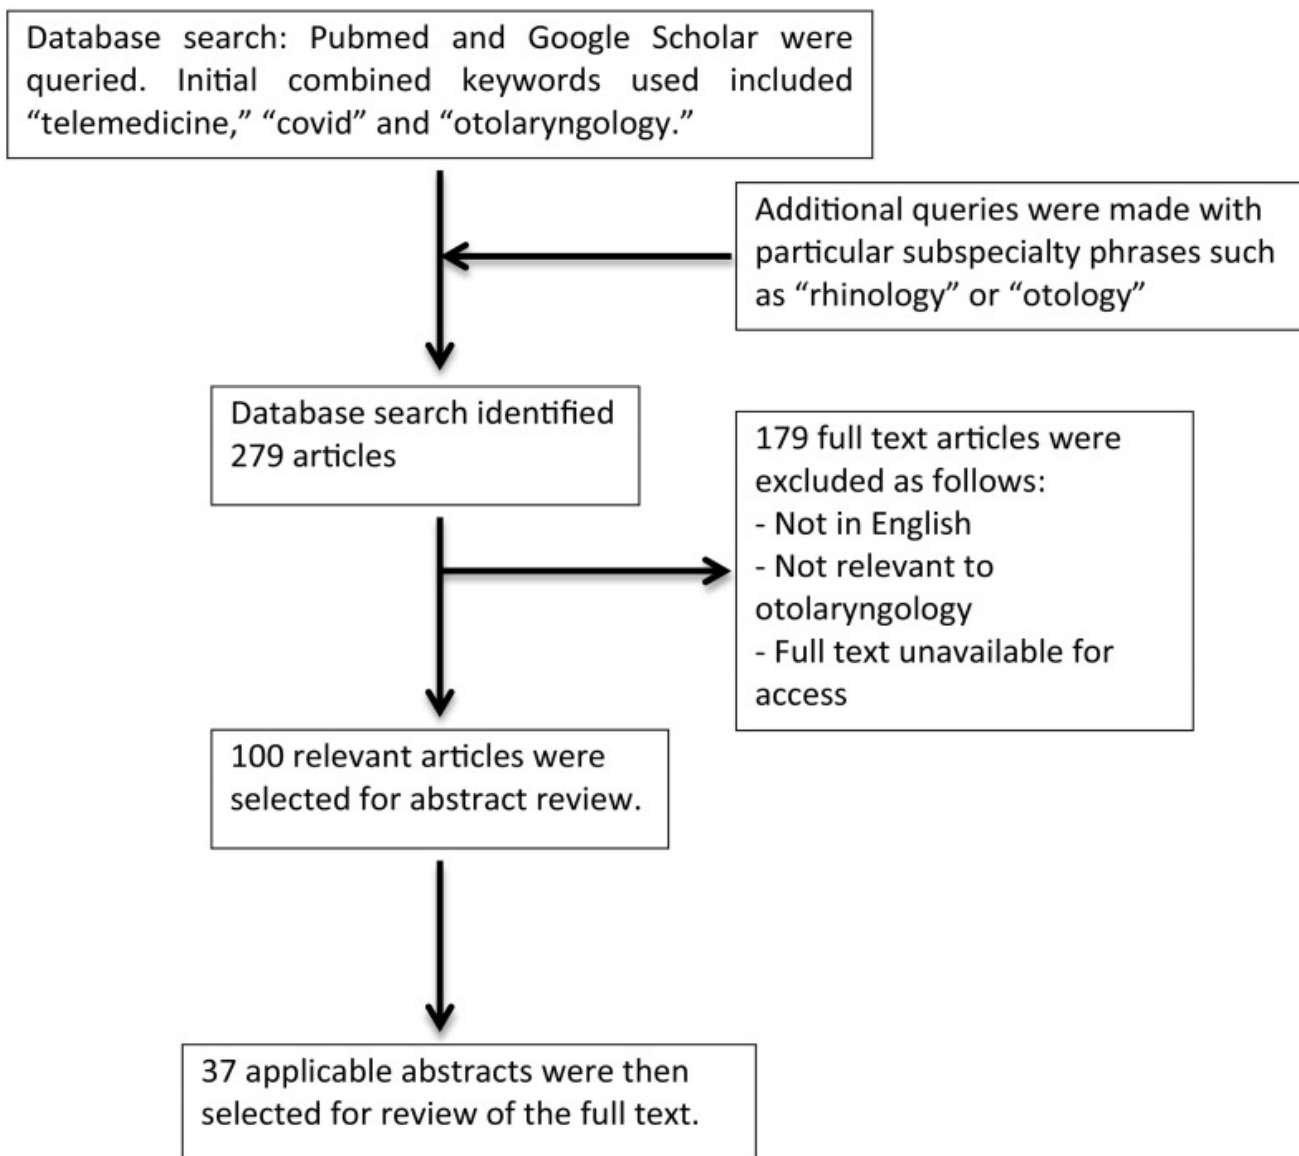 Database search: Pubmed and Google Scholar were
queried. Initial combined keywords used included
“telemedicine,” “covid” and “otolaryngology.”
Additional queries were made with
particular subspecialty phrases such
as “rhinology” or “otology”
Database search identified
279 articles
179 full text articles were
excluded as follows:
- Not in English
- Not relevant to
otolaryngology
- Full text unavailable for
access
100 relevant articles were
selected for abstract review.
37 applicable abstracts were then
selected for review of the full text.